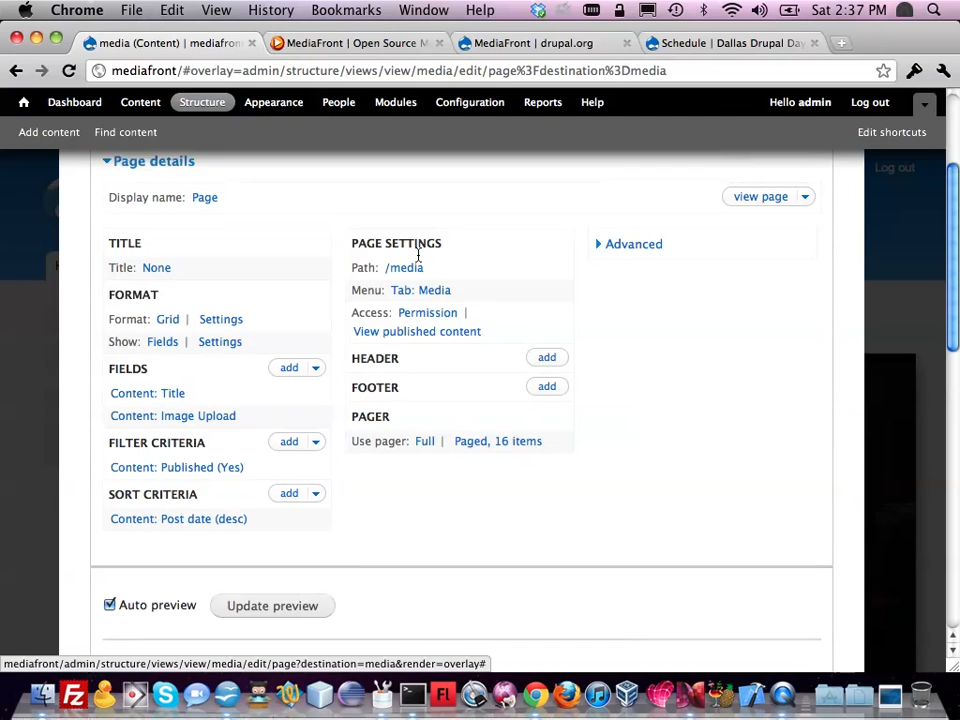 Chrome File Edit View History Bookmarks Window Help Sat 2:37 PM
media (Content) | mediafron MediaFront | Open Source M MediaFront | drupal.org Schedule | Dallas Drupal Day
mediafront/#overlay=admin/structure/views/view/media/edit/page%3Fdestination%3Dmedia
Dashboard Content Structure Appearance People Modules Configuration Reports Help Hello admin Log out
Add content Find content Edit shortcuts
Log out
Page details
Display name: Page view page
TITLE
Title: None
FORMAT
Format: Grid | Settings
Show: Fields | Settings
FIELDS add
Content: Title
Content: Image Upload
FILTER CRITERIA add
Content: Published (Yes)
SORT CRITERIA add
Content: Post date (desc)
PAGE SETTINGS
Path: /media
Menu: Tab: Media
Access: Permission |
View published content
HEADER add
FOOTER add
PAGER
Use pager: Full | Paged, 16 items
Advanced
Auto preview Update preview
mediafront/admin/structure/views/view/media/edit/page?destination=media&render=overlay#
FZ
FL